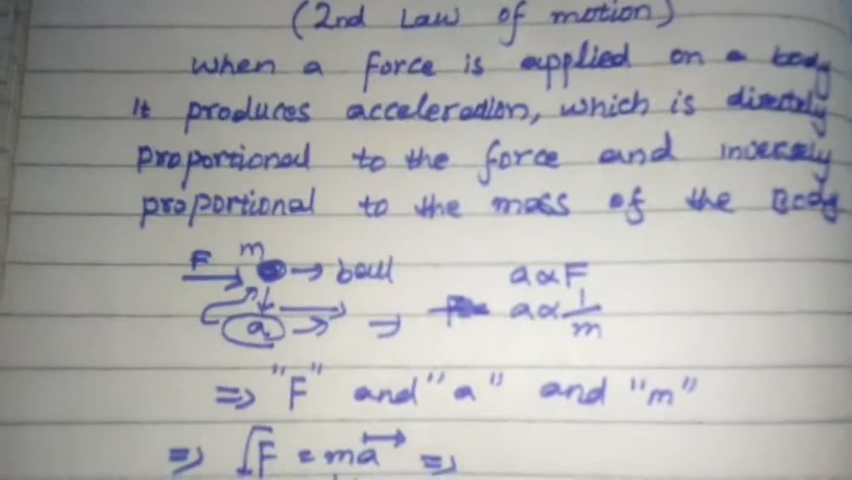 (2nd Law of motion)
when a force is applied on a body
It produces acceleration, which is directely
proportional to the force and inversely
proportional to the mass of the Body
F m → ball a∝F
a → → a∝1/m
⇒ "F" and "a" and "m"
⇒ F = ma ⇒